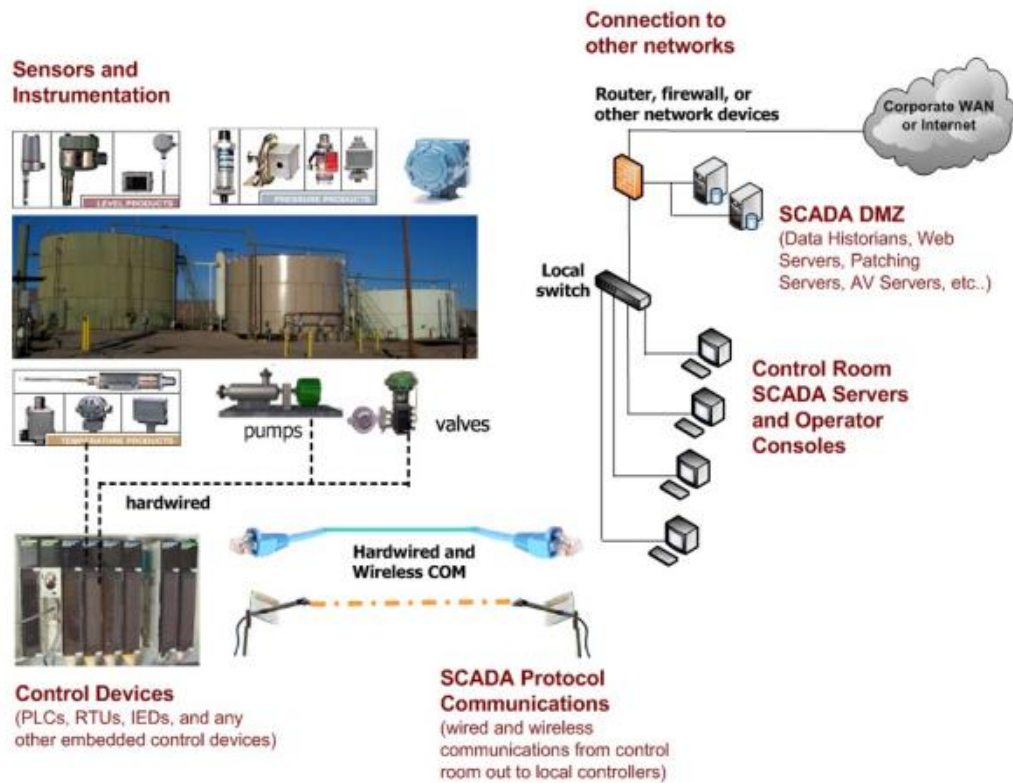 Connection to
other networks
Sensors and
Instrumentation
Router, firewall, or
other network devices
Corporate WAN
or Internet
LEVEL PRODUCTS
PRESSURE PRODUCTS
SCADA DMZ
(Data Historians, Web
Servers, Patching
Servers, AV Servers, etc..)
Local
switch
Control Room
SCADA Servers
and Operator
Consoles
TEMPERATURE PRODUCTS
pumps
valves
hardwired
Hardwired and
Wireless COM
Control Devices
(PLCs, RTUs, IEDs, and any
other embedded control devices)
SCADA Protocol
Communications
(wired and wireless
communications from control
room out to local controllers)